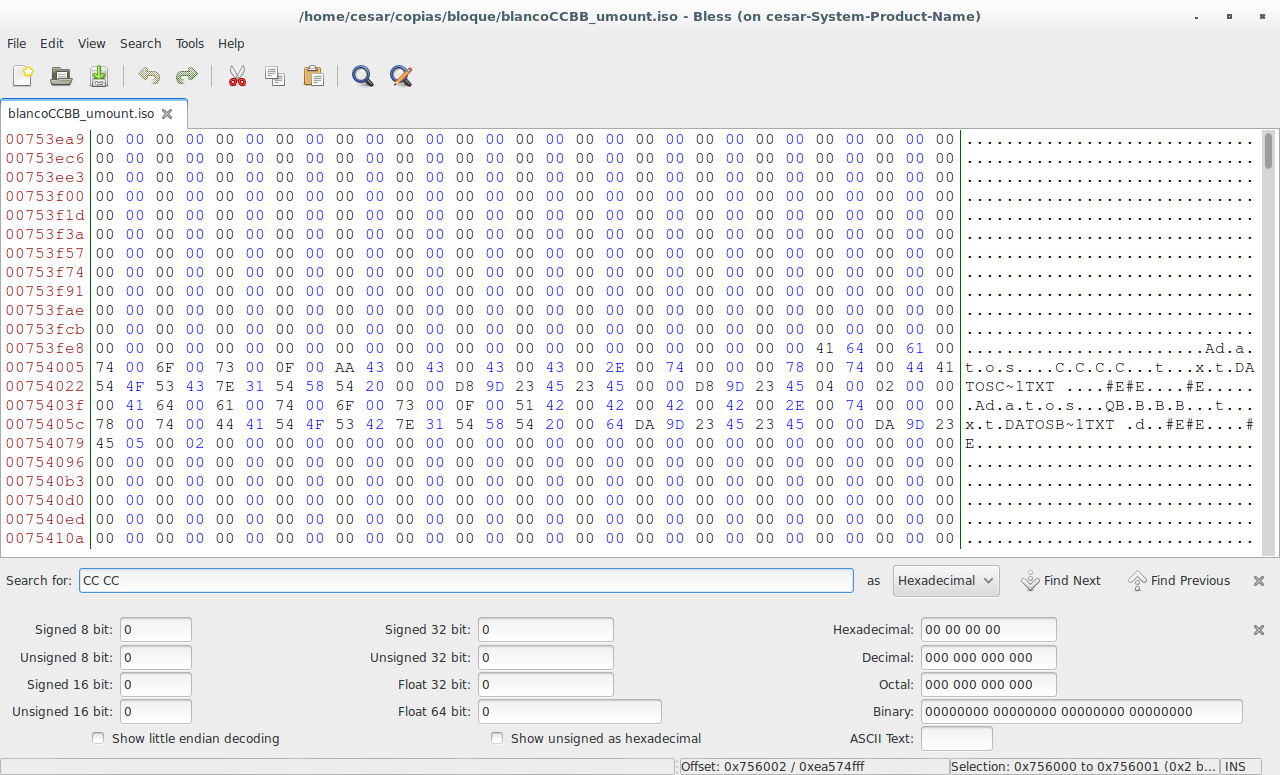 /home/cesar/copias/bloque/blancoCCBB_umount.iso - Bless (on cesar-System-Product-Name)
File Edit View Search Tools Help
blancoCCBB_umount.iso
00753ea9 00 00 00 00 00 00 00 00 00 00 00 00 00 00 00 00 00 00 00 00 00 00 00 00 00 00 00 00 00 .............................
00753ec6 00 00 00 00 00 00 00 00 00 00 00 00 00 00 00 00 00 00 00 00 00 00 00 00 00 00 00 00 00 .............................
00753ee3 00 00 00 00 00 00 00 00 00 00 00 00 00 00 00 00 00 00 00 00 00 00 00 00 00 00 00 00 00 .............................
00753f00 00 00 00 00 00 00 00 00 00 00 00 00 00 00 00 00 00 00 00 00 00 00 00 00 00 00 00 00 00 .............................
00753f1d 00 00 00 00 00 00 00 00 00 00 00 00 00 00 00 00 00 00 00 00 00 00 00 00 00 00 00 00 00 .............................
00753f3a 00 00 00 00 00 00 00 00 00 00 00 00 00 00 00 00 00 00 00 00 00 00 00 00 00 00 00 00 00 .............................
00753f57 00 00 00 00 00 00 00 00 00 00 00 00 00 00 00 00 00 00 00 00 00 00 00 00 00 00 00 00 00 .............................
00753f74 00 00 00 00 00 00 00 00 00 00 00 00 00 00 00 00 00 00 00 00 00 00 00 00 00 00 00 00 00 .............................
00753f91 00 00 00 00 00 00 00 00 00 00 00 00 00 00 00 00 00 00 00 00 00 00 00 00 00 00 00 00 00 .............................
00753fae 00 00 00 00 00 00 00 00 00 00 00 00 00 00 00 00 00 00 00 00 00 00 00 00 00 00 00 00 00 .............................
00753fcb 00 00 00 00 00 00 00 00 00 00 00 00 00 00 00 00 00 00 00 00 00 00 00 00 00 00 00 00 00 .............................
00753fe8 00 00 00 00 00 00 00 00 00 00 00 00 00 00 00 00 00 00 00 00 00 00 00 00 41 64 00 61 00 ........................Ad.a.
00754005 74 00 6F 00 73 00 0F 00 AA 43 00 43 00 43 00 43 00 2E 00 74 00 00 00 78 00 74 00 44 41 t.o.s....C.C.C.C...t...x.t.DA
00754022 54 4F 53 43 7E 31 54 58 54 20 00 00 D8 9D 23 45 23 45 00 00 D8 9D 23 45 04 00 02 00 00 TOSC~1TXT ....#E#E....#E.....
0075403f 00 41 64 00 61 00 74 00 6F 00 73 00 0F 00 51 42 00 42 00 42 00 42 00 2E 00 74 00 00 00 .Ad.a.t.o.s...QB.B.B.B...t...
0075405c 78 00 74 00 44 41 54 4F 53 42 7E 31 54 58 54 20 00 64 DA 9D 23 45 23 45 00 00 DA 9D 23 x.t.DATOSB~1TXT .d..#E#E....#
00754079 45 05 00 02 00 00 00 00 00 00 00 00 00 00 00 00 00 00 00 00 00 00 00 00 00 00 00 00 00 E............................
00754096 00 00 00 00 00 00 00 00 00 00 00 00 00 00 00 00 00 00 00 00 00 00 00 00 00 00 00 00 00 .............................
007540b3 00 00 00 00 00 00 00 00 00 00 00 00 00 00 00 00 00 00 00 00 00 00 00 00 00 00 00 00 00 .............................
007540d0 00 00 00 00 00 00 00 00 00 00 00 00 00 00 00 00 00 00 00 00 00 00 00 00 00 00 00 00 00 .............................
007540ed 00 00 00 00 00 00 00 00 00 00 00 00 00 00 00 00 00 00 00 00 00 00 00 00 00 00 00 00 00 .............................
0075410a 00 00 00 00 00 00 00 00 00 00 00 00 00 00 00 00 00 00 00 00 00 00 00 00 00 00 00 00 00 .............................
Search for: CC CC as Hexadecimal Find Next Find Previous
Signed 8 bit: 0 Signed 32 bit: 0 Hexadecimal: 00 00 00 00
Unsigned 8 bit: 0 Unsigned 32 bit: 0 Decimal: 000 000 000 000
Signed 16 bit: 0 Float 32 bit: 0 Octal: 000 000 000 000
Unsigned 16 bit: 0 Float 64 bit: 0 Binary: 00000000 00000000 00000000 00000000
Show little endian decoding Show unsigned as hexadecimal ASCII Text:
Offset: 0x756002 / 0xea574fff Selection: 0x756000 to 0x756001 (0x2 b... INS